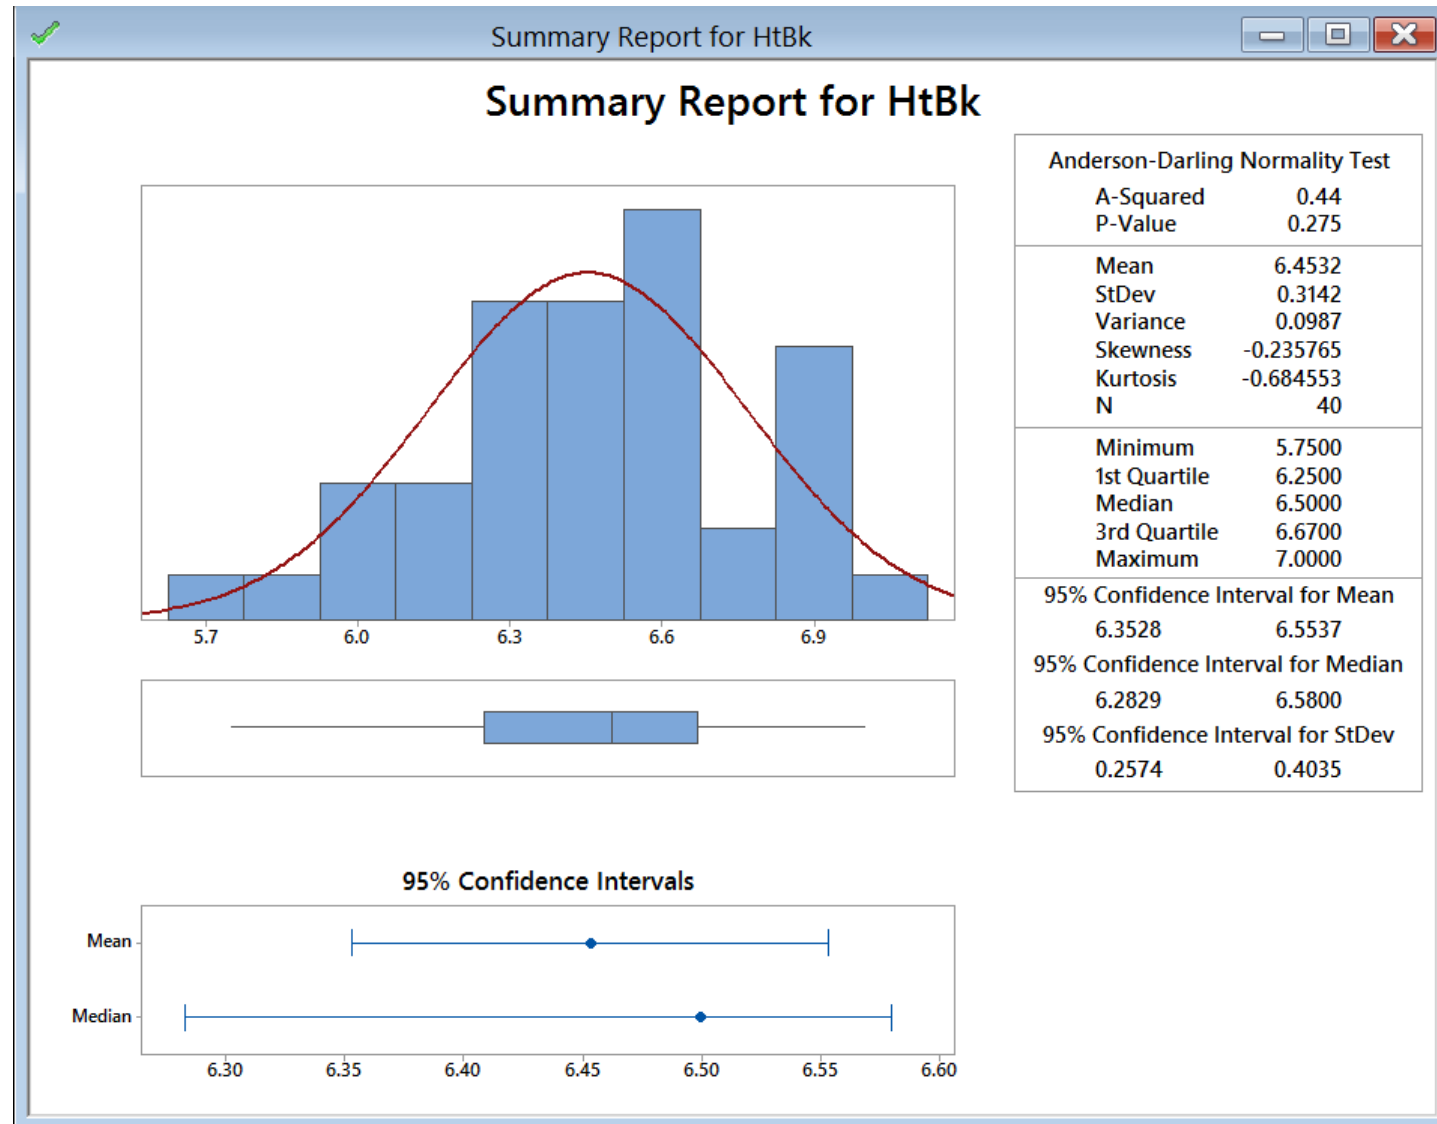 Summary Report for HtBk
Summary Report for HtBk
5.7 6.0 6.3 6.6 6.9
95% Confidence Intervals
Mean
Median
6.30 6.35 6.40 6.45 6.50 6.55 6.60
Anderson-Darling Normality Test
A-Squared 0.44
P-Value 0.275
Mean 6.4532
StDev 0.3142
Variance 0.0987
Skewness -0.235765
Kurtosis -0.684553
N 40
Minimum 5.7500
1st Quartile 6.2500
Median 6.5000
3rd Quartile 6.6700
Maximum 7.0000
95% Confidence Interval for Mean
6.3528 6.5537
95% Confidence Interval for Median
6.2829 6.5800
95% Confidence Interval for StDev
0.2574 0.4035